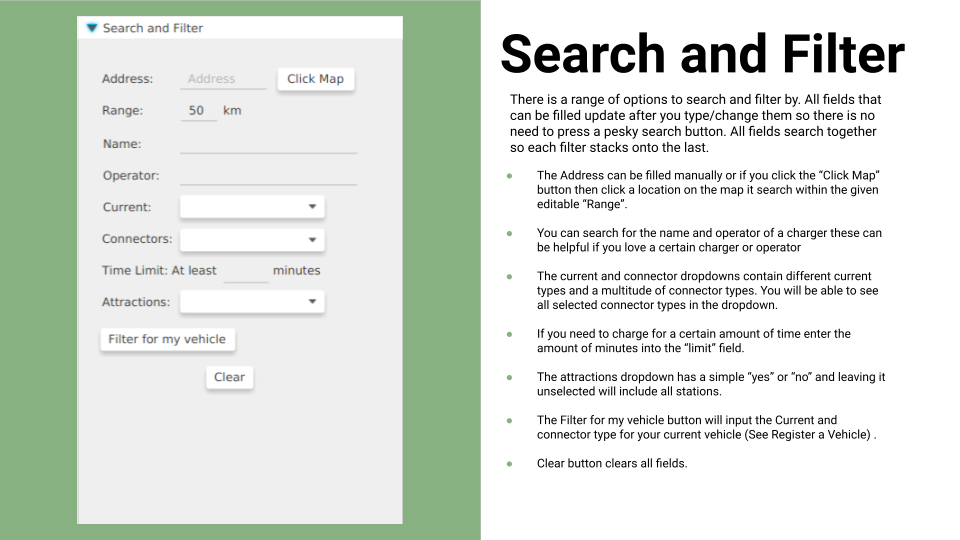 Search and Filter
Address: Address Click Map
Range: 50 km
Name:
Operator:
Current:
Connectors:
Time Limit: At least minutes
Attractions:
Filter for my vehicle
Clear
Search and Filter
There is a range of options to search and filter by. All fields that
can be filled update after you type/change them so there is no
need to press a pesky search button. All fields search together
so each filter stacks onto the last.
● The Address can be filled manually or if you click the “Click Map”
button then click a location on the map it search within the given
editable “Range”.
● You can search for the name and operator of a charger these can
be helpful if you love a certain charger or operator
● The current and connector dropdowns contain different current
types and a multitude of connector types. You will be able to see
all selected connector types in the dropdown.
● If you need to charge for a certain amount of time enter the
amount of minutes into the “limit” field.
● The attractions dropdown has a simple “yes” or “no” and leaving it
unselected will include all stations.
● The Filter for my vehicle button will input the Current and
connector type for your current vehicle (See Register a Vehicle) .
● Clear button clears all fields.